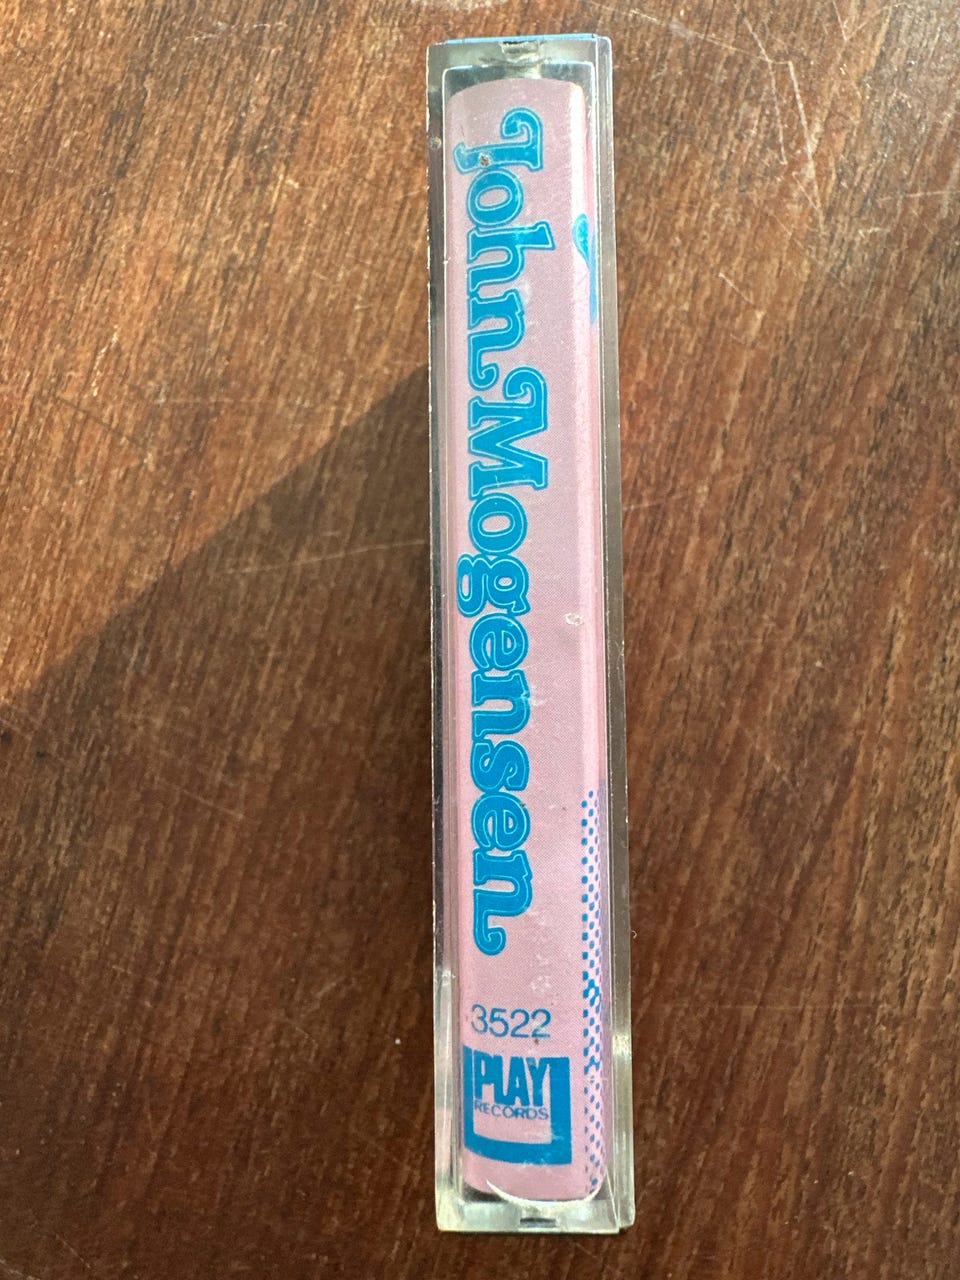 John Mogensen
3522
PLAY
RECORDS